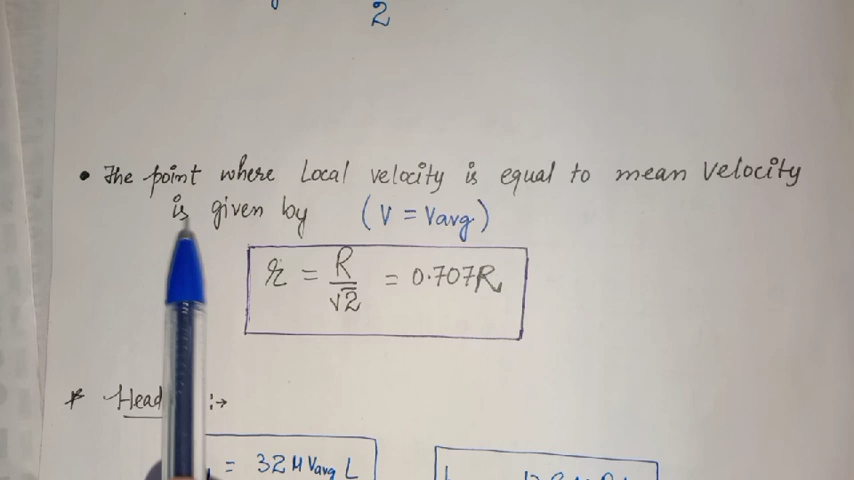 2
• The point where Local velocity is equal to mean velocity
is given by (V = Vavg)
r = R/√2 = 0.707R
* Head :→
= 32 μ Vavg L